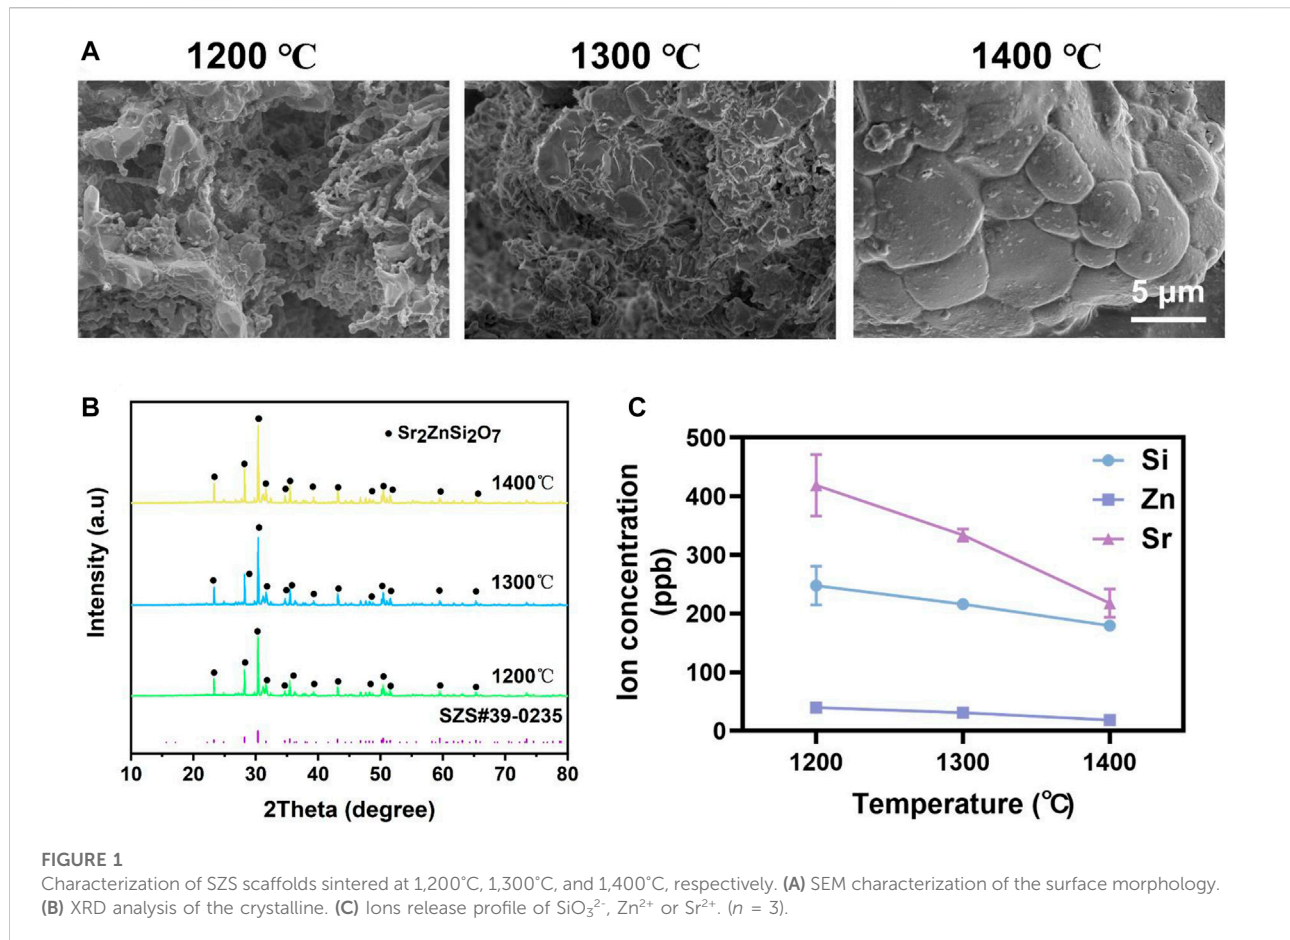 A
1200 ℃
1300 ℃
1400 ℃
5 μm
B
Intensity (a.u)
• Sr₂ZnSi₂O₇
1400℃
1300℃
1200℃
SZS#39-0235
10 20 30 40 50 60 70 80
2Theta (degree)
C
Ion concentration
(ppb)
500
400
300
200
100
0
Si
Zn
Sr
1200 1300 1400
Temperature (℃)
FIGURE 1
Characterization of SZS scaffolds sintered at 1,200°C, 1,300°C, and 1,400°C, respectively. (A) SEM characterization of the surface morphology.
(B) XRD analysis of the crystalline. (C) Ions release profile of SiO₃²⁻, Zn²⁺ or Sr²⁺. (n = 3).